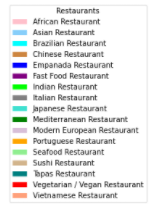 Restaurants
African Restaurant
Asian Restaurant
Brazilian Restaurant
Chinese Restaurant
Empanada Restaurant
Fast Food Restaurant
Indian Restaurant
Italian Restaurant
Japanese Restaurant
Mediterranean Restaurant
Modern European Restaurant
Portuguese Restaurant
Seafood Restaurant
Sushi Restaurant
Tapas Restaurant
Vegetarian / Vegan Restaurant
Vietnamese Restaurant